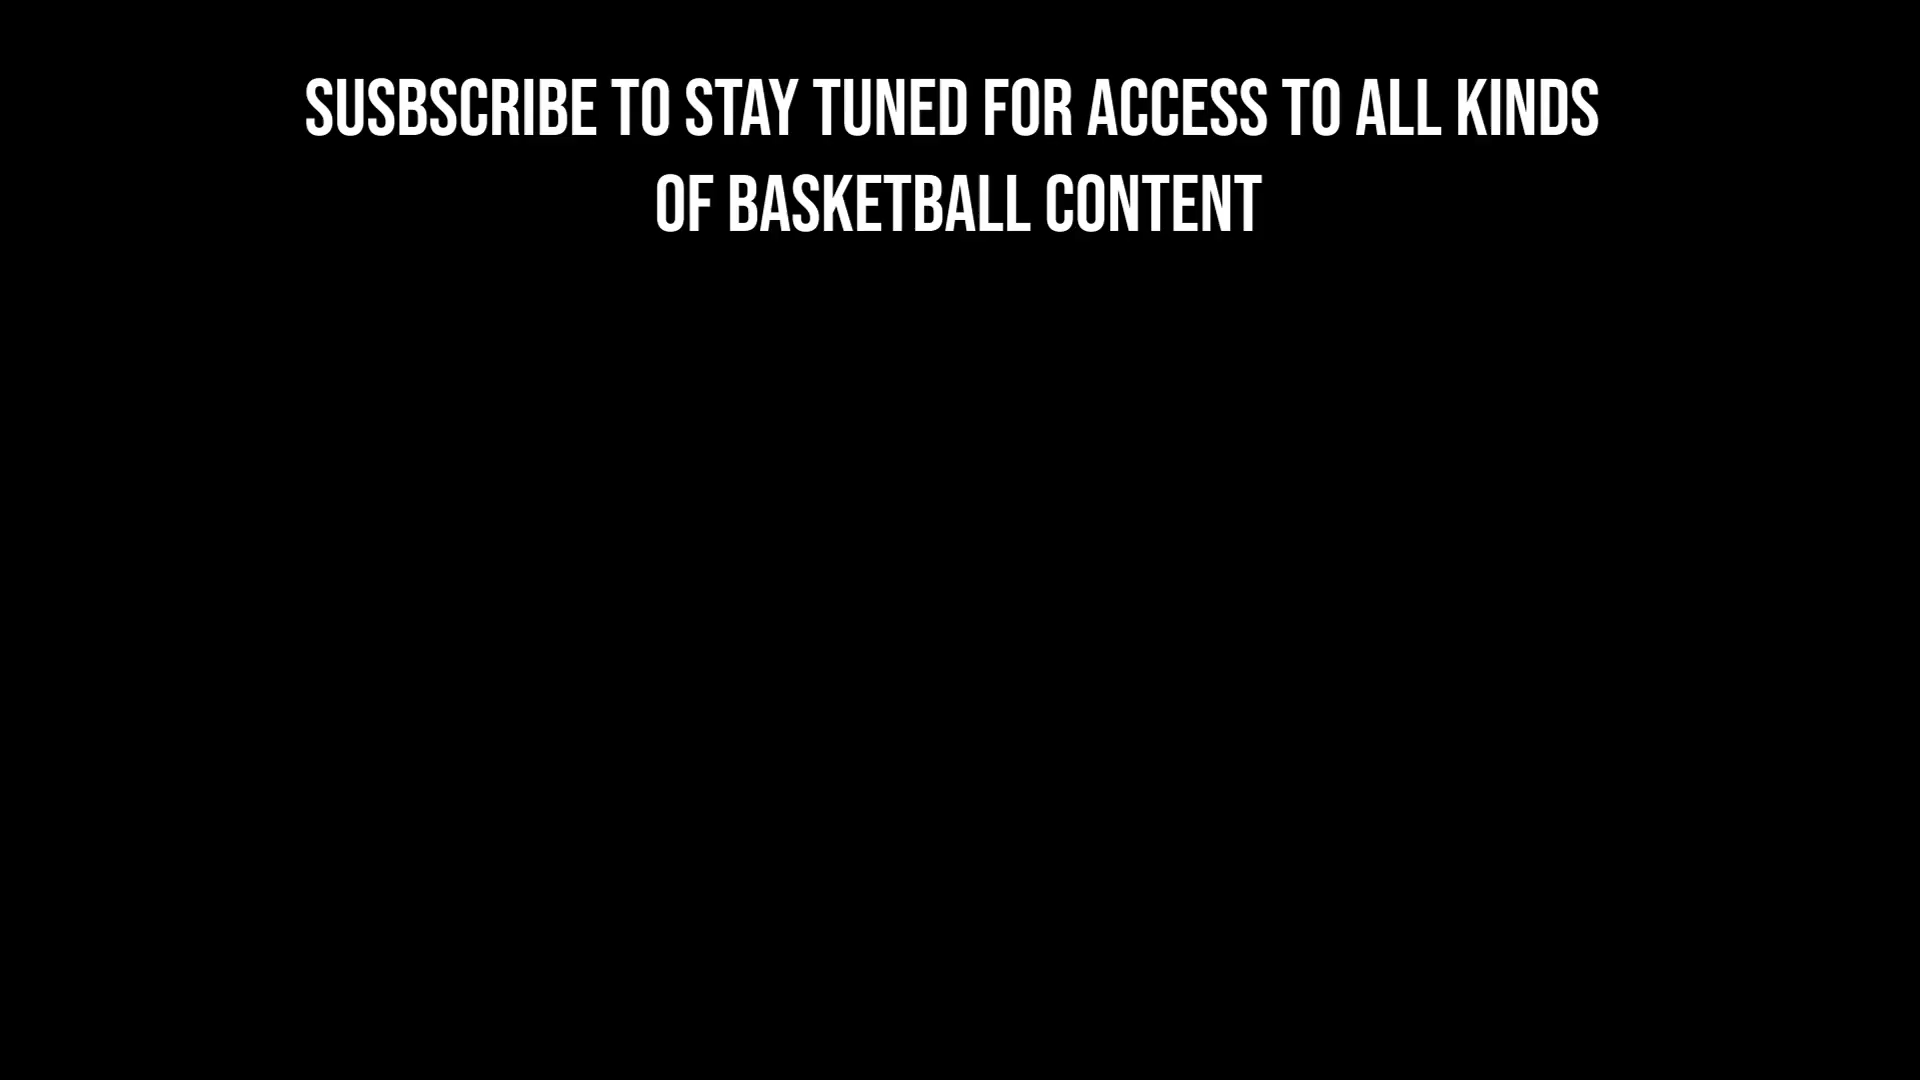 SUSBSCRIBE TO STAY TUNED FOR ACCESS TO ALL KINDS
OF BASKETBALL CONTENT